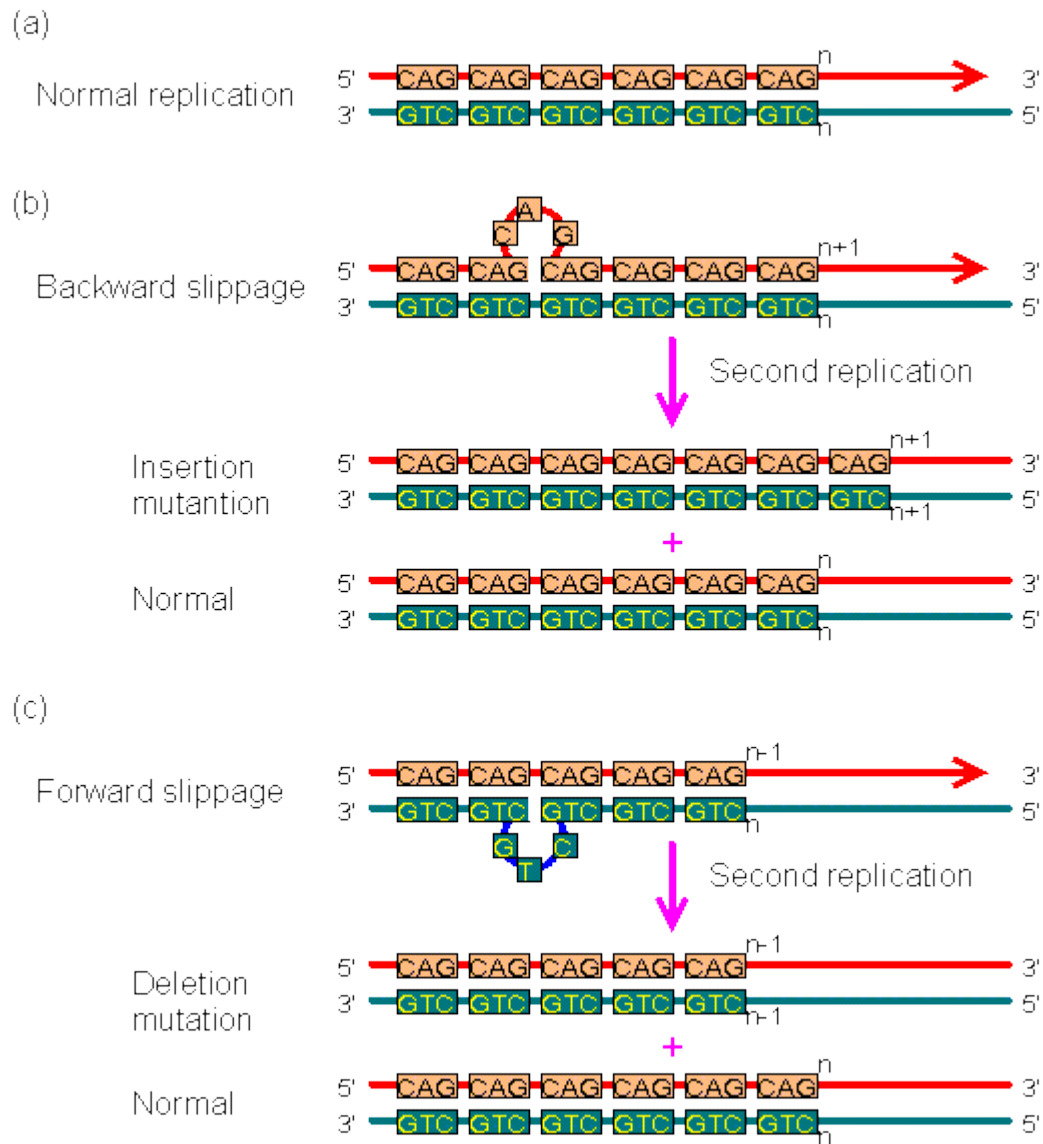 (a)
n
Normal replication 5' CAG CAG CAG CAG CAG CAG 3'
3' GTC GTC GTC GTC GTC GTC 5'
n
(b)
C A G
n+1
Backward slippage 5' CAG CAG CAG CAG CAG CAG 3'
3' GTC GTC GTC GTC GTC GTC 5'
n
Second replication
n+1
Insertion
mutantion
5' CAG CAG CAG CAG CAG CAG CAG 3'
3' GTC GTC GTC GTC GTC GTC GTC 5'
n+1
+
n
Normal
5' CAG CAG CAG CAG CAG CAG 3'
3' GTC GTC GTC GTC GTC GTC 5'
n
(c)
n-1
Forward slippage 5' CAG CAG CAG CAG CAG 3'
3' GTC GTC GTC GTC GTC 5'
n
G T C
Second replication
n-1
Deletion
mutation
5' CAG CAG CAG CAG CAG 3'
3' GTC GTC GTC GTC GTC 5'
n-1
+
n
Normal
5' CAG CAG CAG CAG CAG CAG 3'
3' GTC GTC GTC GTC GTC GTC 5'
n